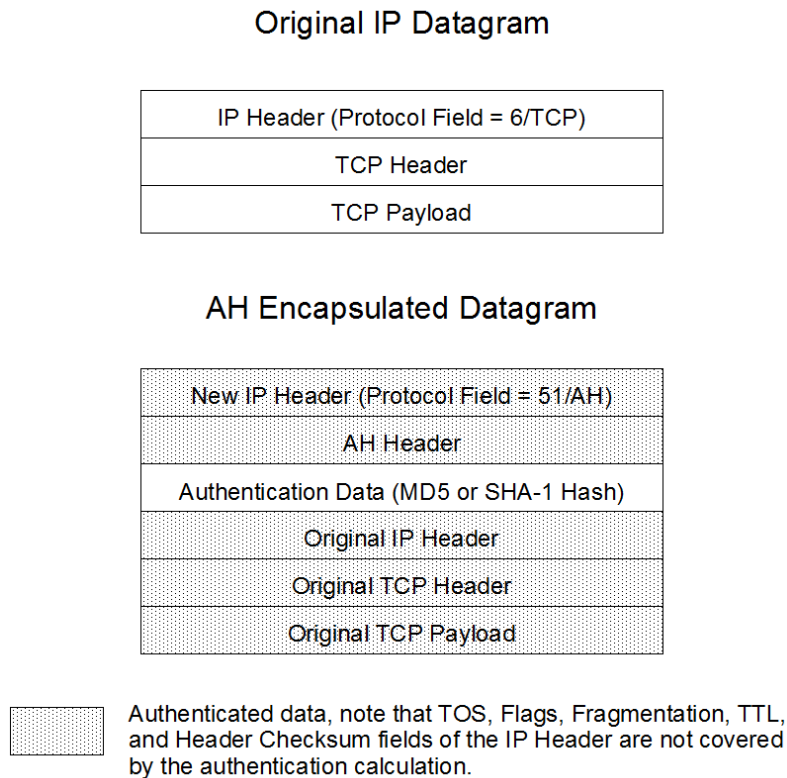 Original IP Datagram
IP Header (Protocol Field = 6/TCP)
TCP Header
TCP Payload
AH Encapsulated Datagram
New IP Header (Protocol Field = 51/AH)
AH Header
Authentication Data (MD5 or SHA-1 Hash)
Original IP Header
Original TCP Header
Original TCP Payload
Authenticated data, note that TOS, Flags, Fragmentation, TTL,
and Header Checksum fields of the IP Header are not covered
by the authentication calculation.